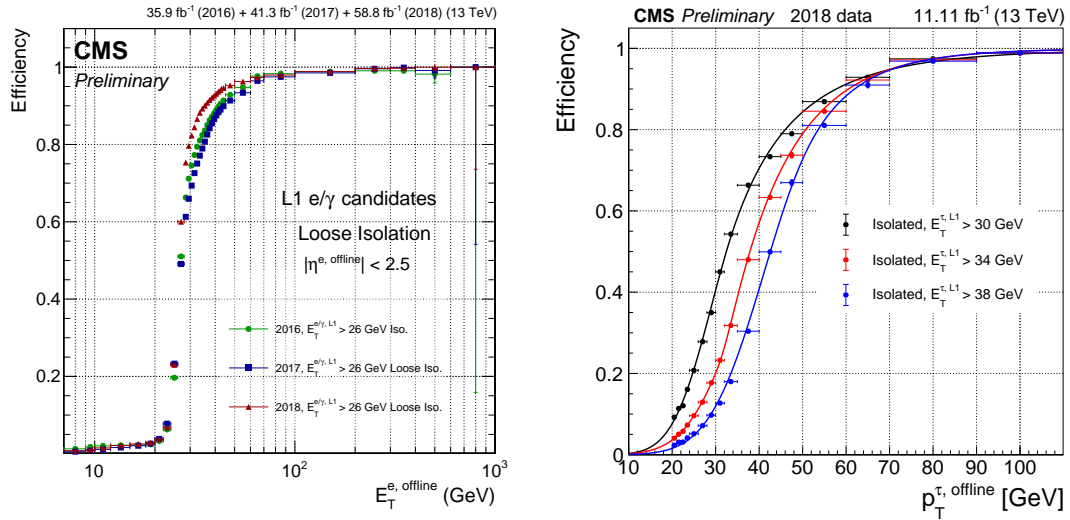 35.9 fb⁻¹ (2016) + 41.3 fb⁻¹ (2017) + 58.8 fb⁻¹ (2018) (13 TeV)
CMS
Preliminary
Efficiency
1
0.8
0.6
0.4
0.2
L1 e/γ candidates
Loose Isolation
|η^{e, offline}| < 2.5
2016, E_T^{e/γ, L1} > 26 GeV Iso.
2017, E_T^{e/γ, L1} > 26 GeV Loose Iso.
2018, E_T^{e/γ, L1} > 26 GeV Loose Iso.
10 10² 10³
E_T^{e, offline} (GeV)
CMS Preliminary 2018 data 11.11 fb⁻¹ (13 TeV)
Efficiency
1
0.8
0.6
0.4
0.2
0
Isolated, E_T^{τ, L1} > 30 GeV
Isolated, E_T^{τ, L1} > 34 GeV
Isolated, E_T^{τ, L1} > 38 GeV
10 20 30 40 50 60 70 80 90 100
p_T^{τ, offline} [GeV]